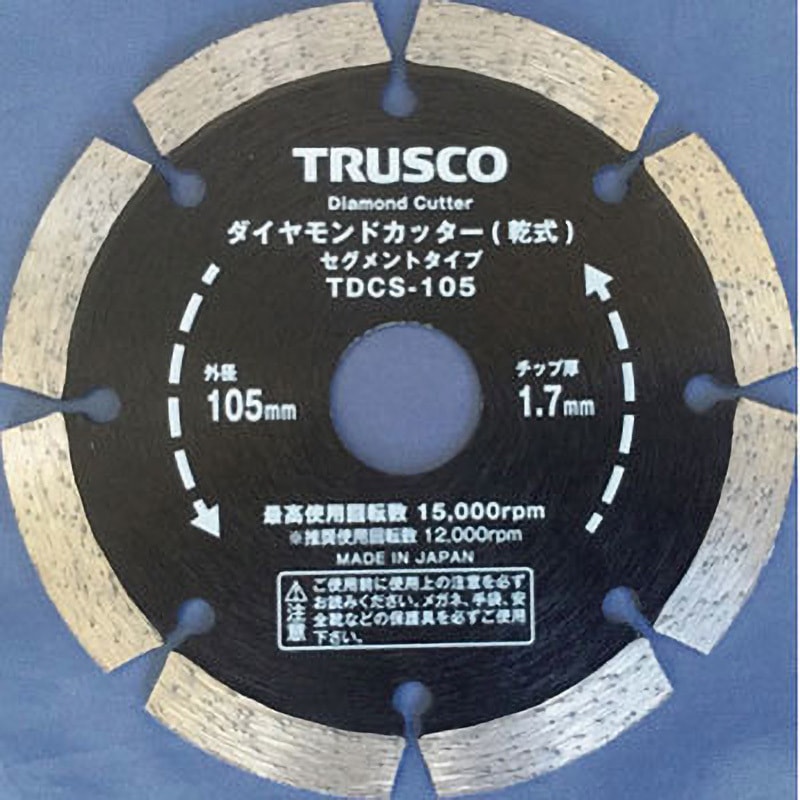 TRUSCO
Diamond Cutter
ダイヤモンドカッター(乾式)
セグメントタイプ
TDCS-105
外径
105mm
チップ厚
1.7mm
最高使用回転数 15,000rpm
※推奨使用回転数 12,000rpm
MADE IN JAPAN
⚠注意
ご使用前に使用上の注意を必ず
お読みください。メガネ、手袋、安
全靴などの保護具を必ずご使用
下さい。